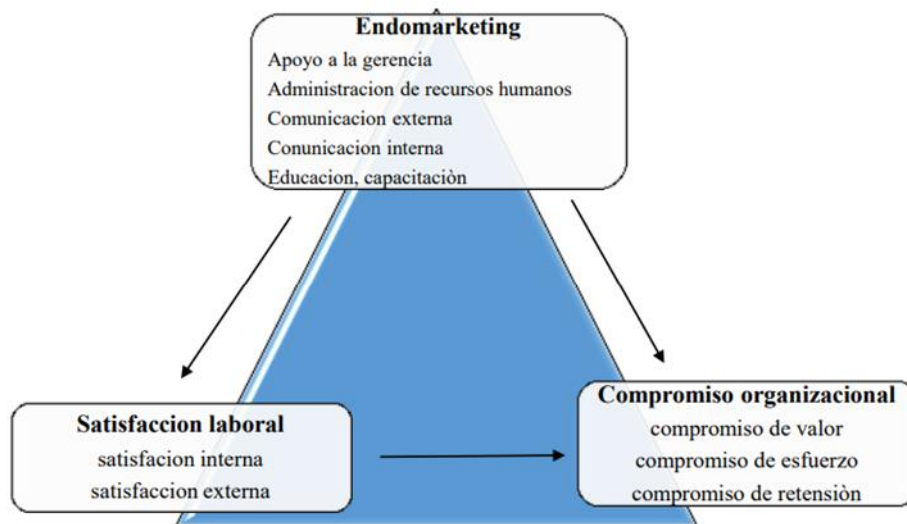 Endomarketing
Apoyo a la gerencia
Administracion de recursos humanos
Comunicacion externa
Conunicacion interna
Educacion, capacitaciòn
Satisfaccion laboral
satisfacion interna
satisfaccion externa
Compromiso organizacional
compromiso de valor
compromiso de esfuerzo
compromiso de retensiòn